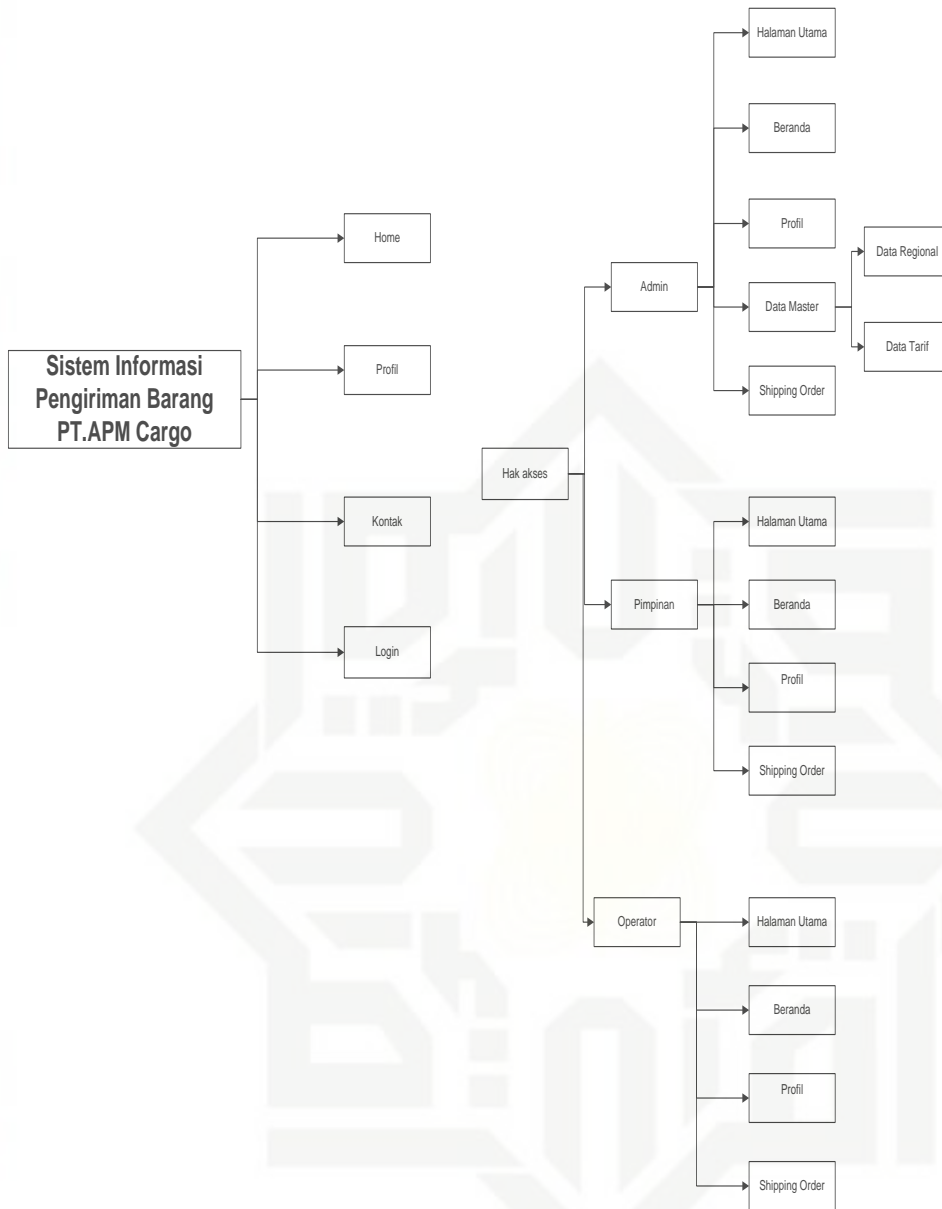 Sistem Informasi
Pengiriman Barang
PT.APM Cargo
Home
Profil
Kontak
Login
Hak akses
Admin
Halaman Utama
Beranda
Profil
Data Master
Data Regional
Data Tarif
Shipping Order
Pimpinan
Halaman Utama
Beranda
Profil
Shipping Order
Operator
Halaman Utama
Beranda
Profil
Shipping Order